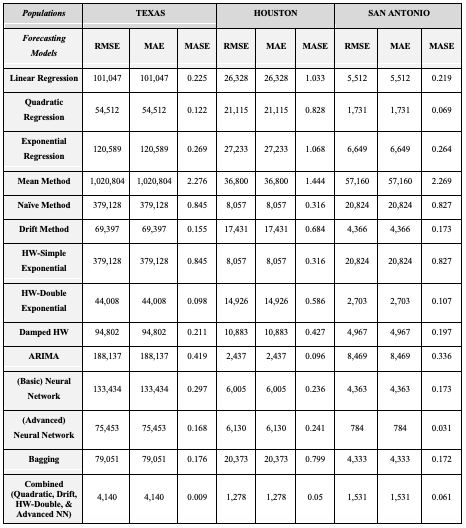 Populations TEXAS HOUSTON SAN ANTONIO
Forecasting Models RMSE MAE MASE RMSE MAE MASE RMSE MAE MASE
Linear Regression 101,047 101,047 0.225 26,328 26,328 1.033 5,512 5,512 0.219
Quadratic Regression 54,512 54,512 0.122 21,115 21,115 0.828 1,731 1,731 0.069
Exponential Regression 120,589 120,589 0.269 27,233 27,233 1.068 6,649 6,649 0.264
Mean Method 1,020,804 1,020,804 2.276 36,800 36,800 1.444 57,160 57,160 2.269
Naïve Method 379,128 379,128 0.845 8,057 8,057 0.316 20,824 20,824 0.827
Drift Method 69,397 69,397 0.155 17,431 17,431 0.684 4,366 4,366 0.173
HW-Simple Exponential 379,128 379,128 0.845 8,057 8,057 0.316 20,824 20,824 0.827
HW-Double Exponential 44,008 44,008 0.098 14,926 14,926 0.586 2,703 2,703 0.107
Damped HW 94,802 94,802 0.211 10,883 10,883 0.427 4,967 4,967 0.197
ARIMA 188,137 188,137 0.419 2,437 2,437 0.096 8,469 8,469 0.336
(Basic) Neural Network 133,434 133,434 0.297 6,005 6,005 0.236 4,363 4,363 0.173
(Advanced) Neural Network 75,453 75,453 0.168 6,130 6,130 0.241 784 784 0.031
Bagging 79,051 79,051 0.176 20,373 20,373 0.799 4,333 4,333 0.172
Combined (Quadratic, Drift, HW-Double, & Advanced NN) 4,140 4,140 0.009 1,278 1,278 0.05 1,531 1,531 0.061